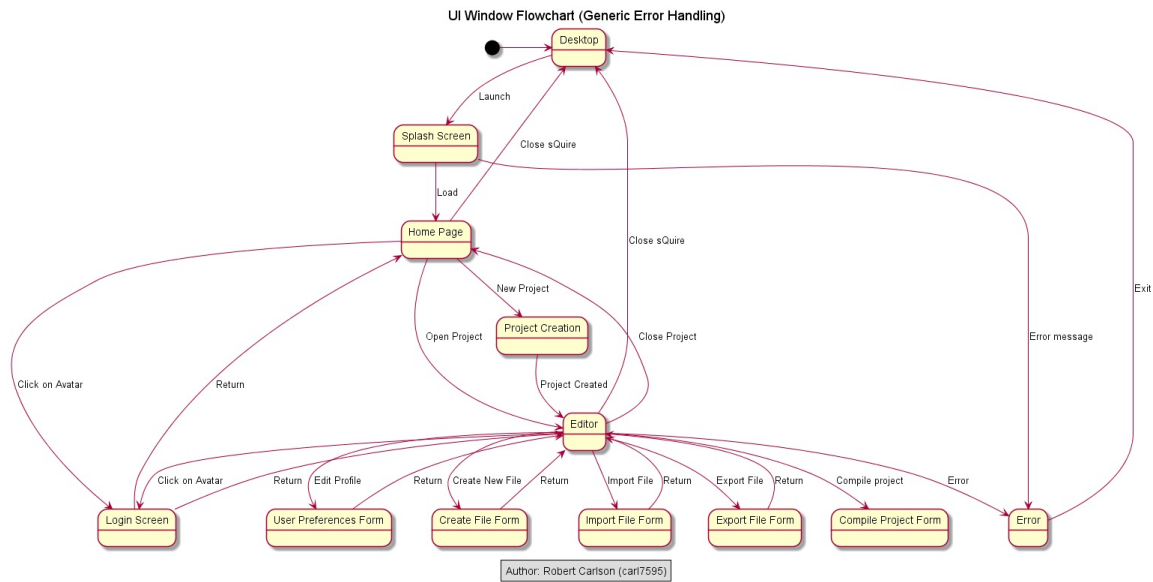 UI Window Flowchart (Generic Error Handling)
Desktop
Launch
Splash Screen
Close sQuire
Load
Home Page
Close sQuire
New Project
Exit
Project Creation
Open Project
Close Project
Error message
Click on Avatar
Return
Project Created
Editor
Click on Avatar
Return
Edit Profile
Return
Create New File
Return
Import File
Return
Export File
Return
Compile project
Error
Login Screen
User Preferences Form
Create File Form
Import File Form
Export File Form
Compile Project Form
Error
Author: Robert Carlson (carl7595)